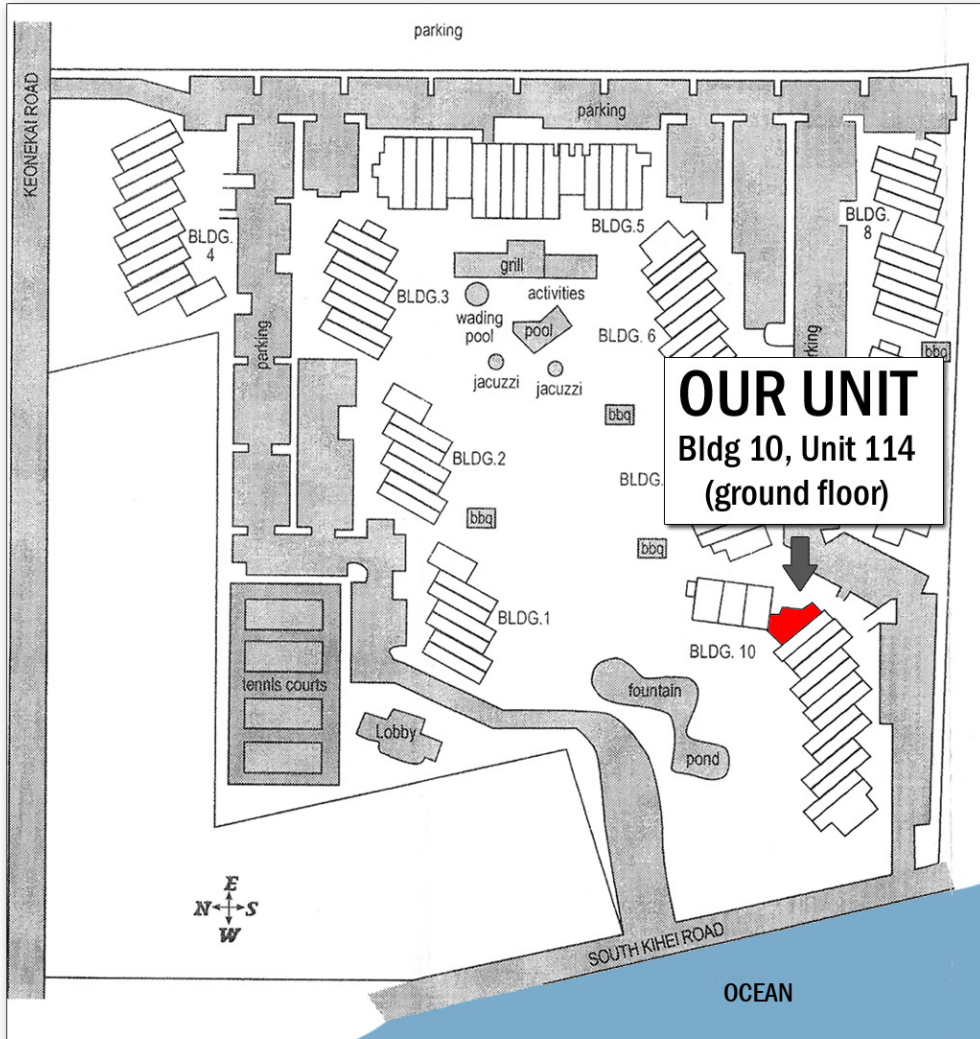 parking
KEONEKAI ROAD
parking
BLDG.
4
BLDG.5
BLDG.
8
grill
activities
BLDG.3
wading
pool
pool
BLDG. 6
parking
rking
bbq
jacuzzi
jacuzzi
OUR UNIT
Bldg 10, Unit 114
(ground floor)
bbq
BLDG.2
BLDG.
bbq
bbq
BLDG.1
BLDG. 10
tennis courts
fountain
Lobby
pond
E
N S
W
SOUTH KIHEI ROAD
OCEAN